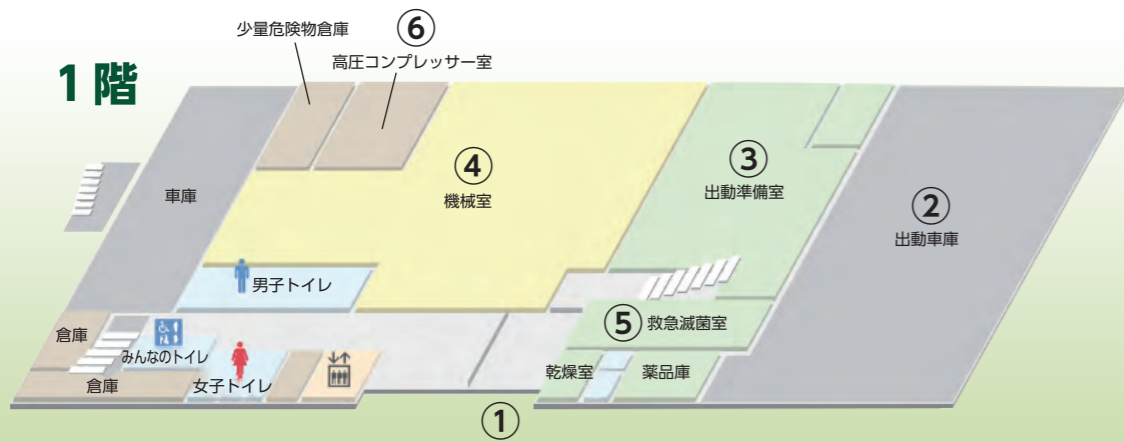 少量危険物倉庫
⑥
高圧コンプレッサー室
1階
④
機械室
③
出動準備室
②
出動車庫
車庫
男子トイレ
⑤ 救急滅菌室
倉庫
みんなのトイレ
乾燥室
薬品庫
倉庫
女子トイレ
①